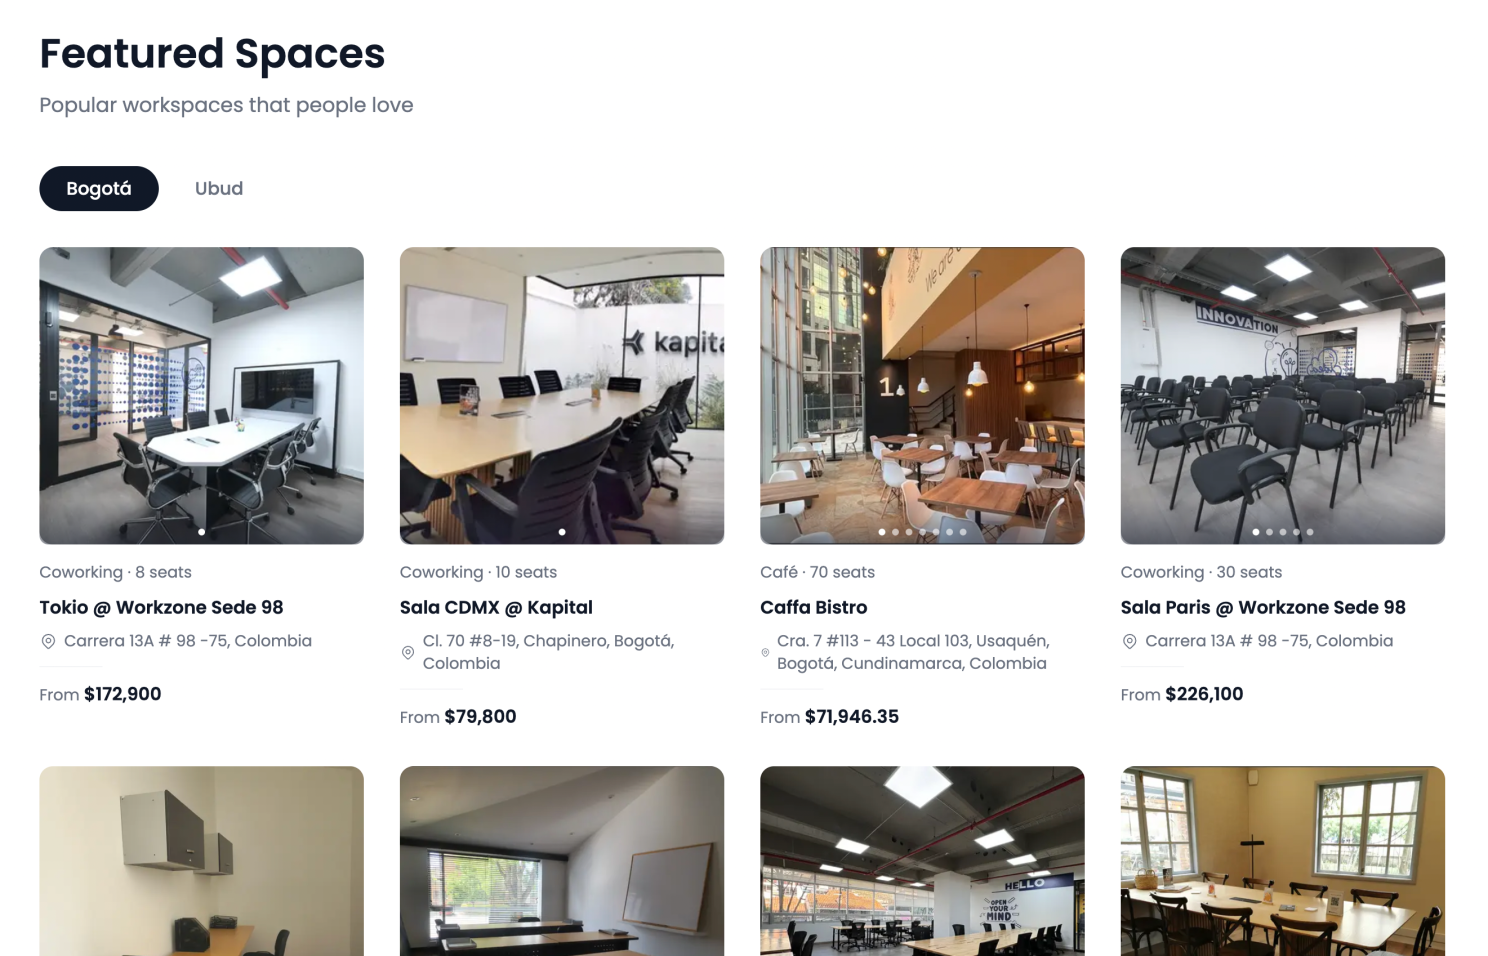 Featured Spaces
Popular workspaces that people love
Bogotá
Ubud
kapita
We are
1
INNOVATION
Coworking · 8 seats
Tokio @ Workzone Sede 98
Carrera 13A # 98 -75, Colombia
From $172,900
Coworking · 10 seats
Sala CDMX @ Kapital
Cl. 70 #8-19, Chapinero, Bogotá,
Colombia
From $79,800
Café · 70 seats
Caffa Bistro
Cra. 7 #113 - 43 Local 103, Usaquén,
Bogotá, Cundinamarca, Colombia
From $71,946.35
Coworking · 30 seats
Sala Paris @ Workzone Sede 98
Carrera 13A # 98 -75, Colombia
From $226,100
HELLO
OPEN
YOUR
MIND